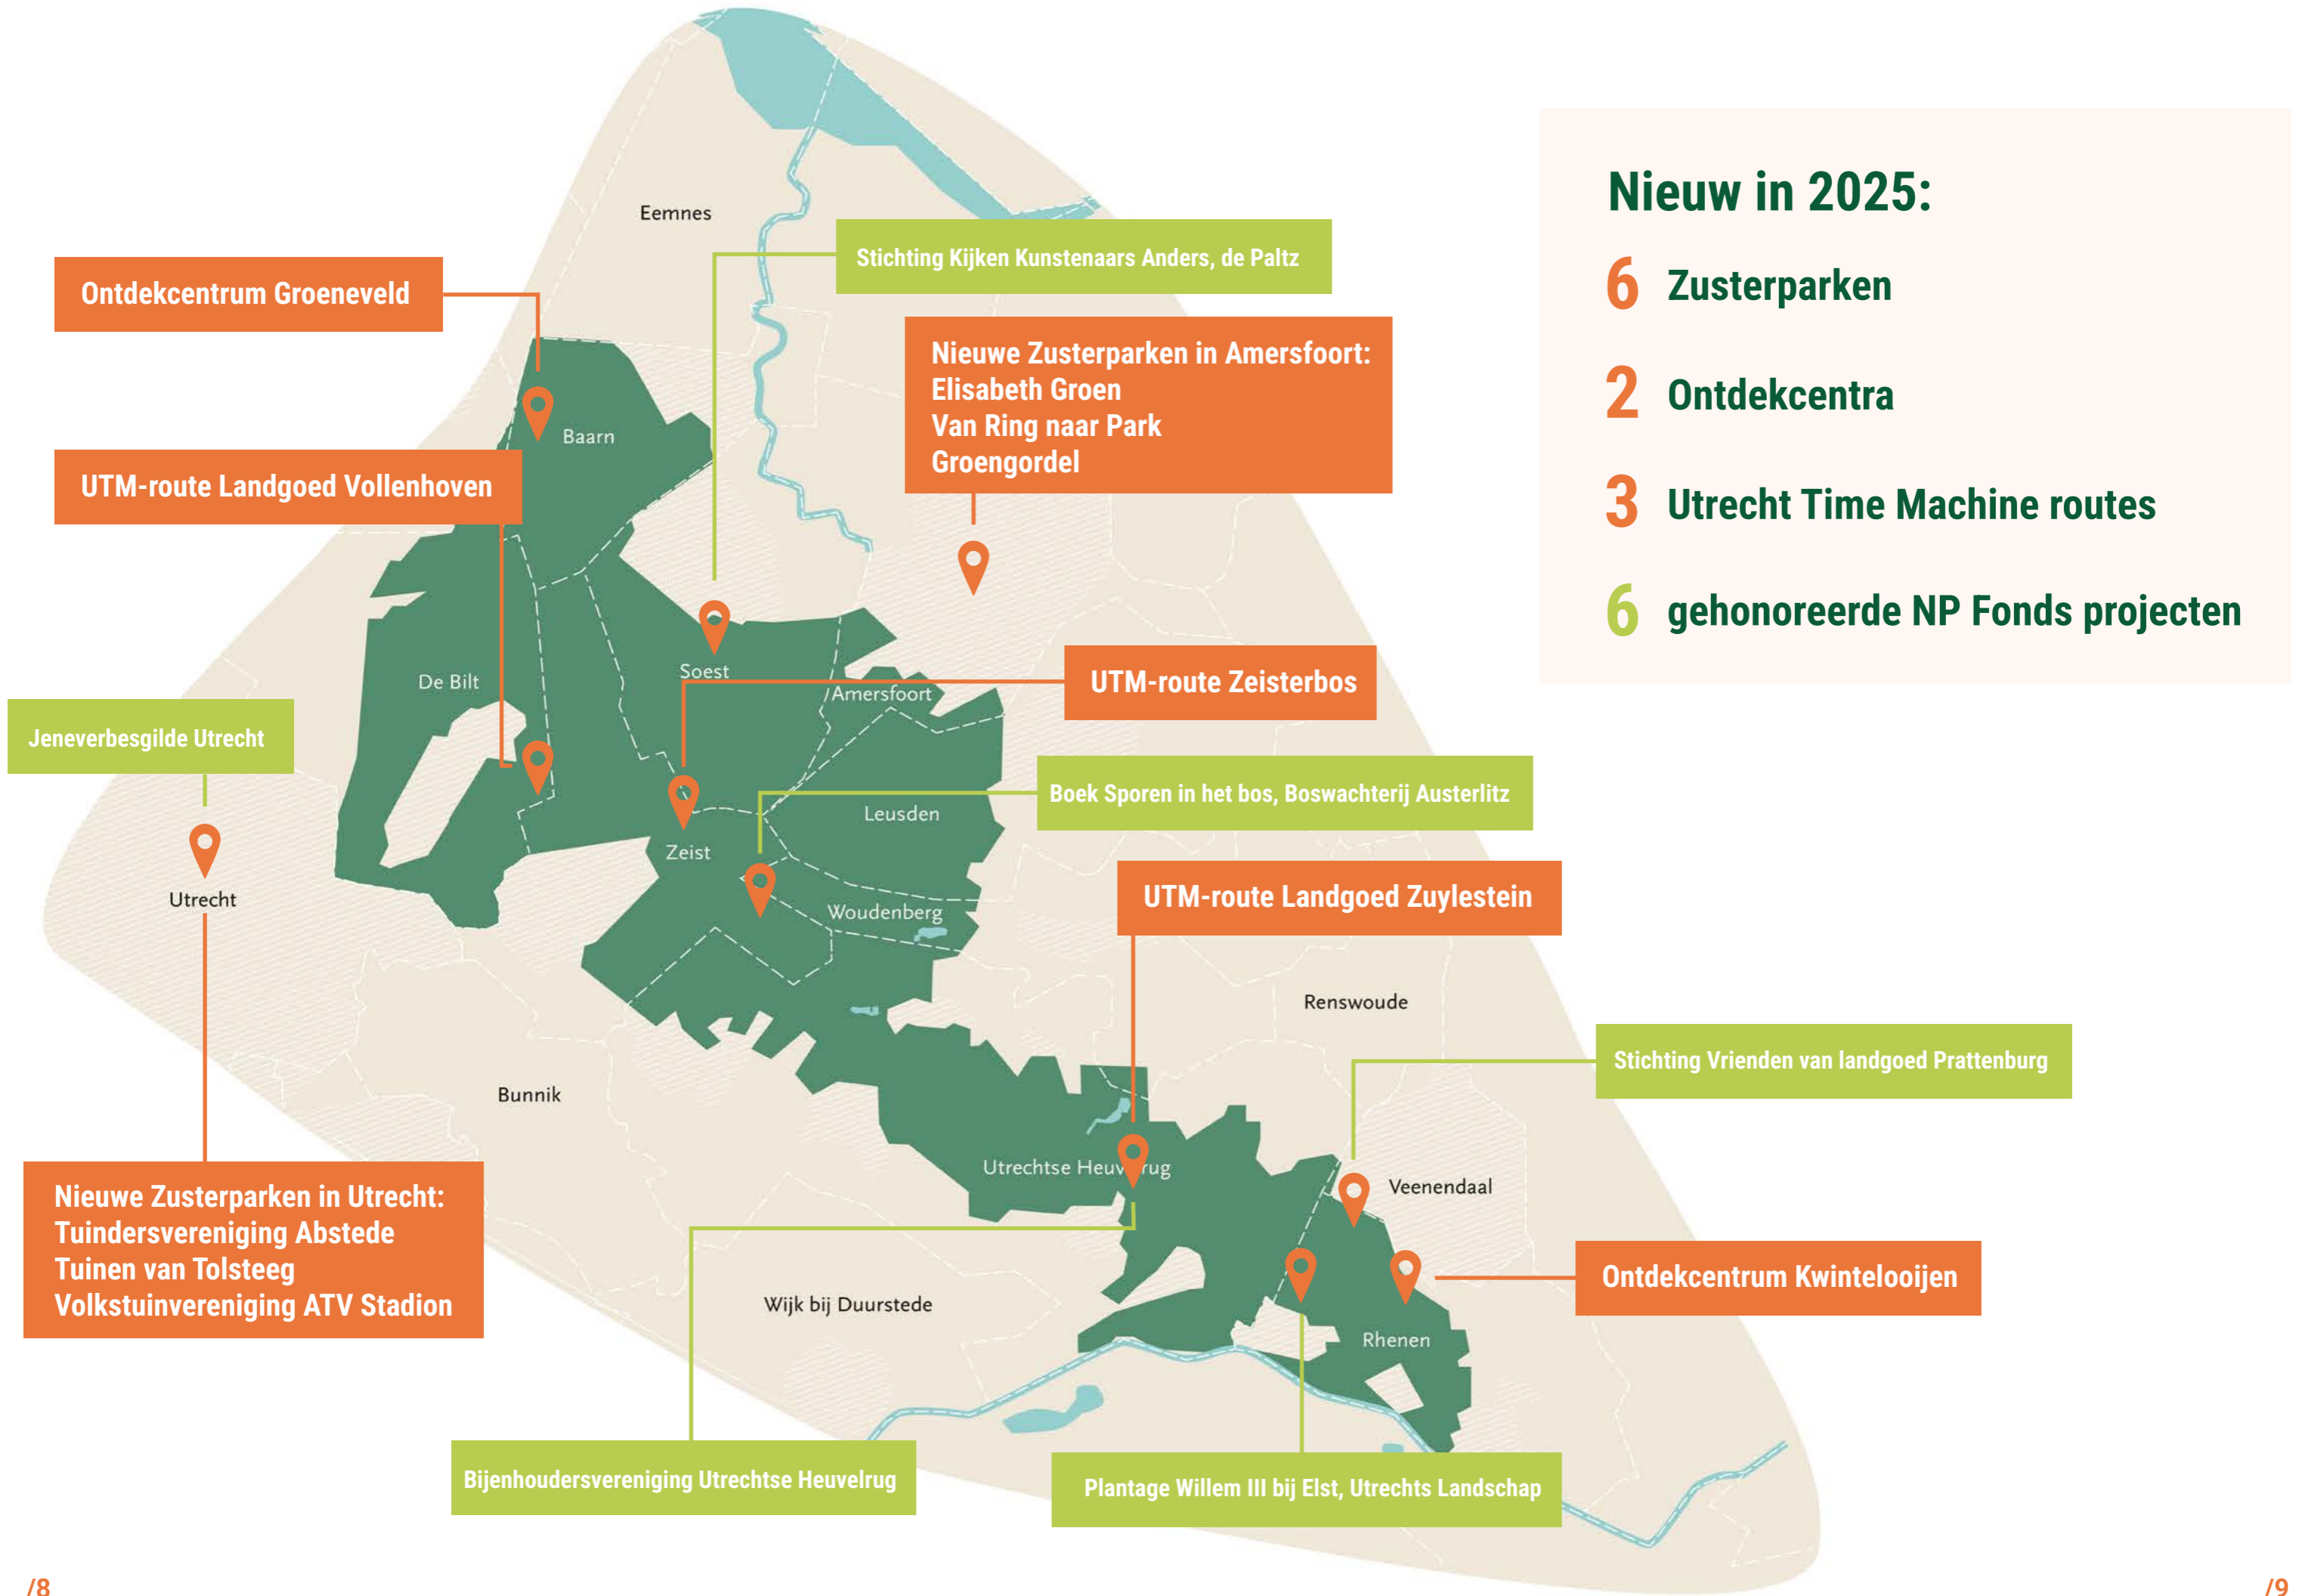 Eemnes
Stichting Kijken Kunstenaars Anders, de Paltz
Ontdekcentrum Groeneveld
Nieuwe Zusterparken in Amersfoort:
Elisabeth Groen
Van Ring naar Park
Groengordel
Baarn
UTM-route Landgoed Vollenhoven
Soest
De Bilt
Amersfoort
UTM-route Zeisterbos
Jeneverbesgilde Utrecht
Boek Sporen in het bos, Boswachterij Austerlitz
Leusden
Zeist
Utrecht
Woudenberg
UTM-route Landgoed Zuylestein
Renswoude
Stichting Vrienden van landgoed Prattenburg
Bunnik
Utrechtse Heuvelrug
Veenendaal
Nieuwe Zusterparken in Utrecht:
Tuindersvereniging Abstede
Tuinen van Tolsteeg
Volkstuinvereniging ATV Stadion
Ontdekcentrum Kwintelooijen
Wijk bij Duurstede
Rhenen
Bijenhoudersvereniging Utrechtse Heuvelrug
Plantage Willem III bij Elst, Utrechts Landschap
Nieuw in 2025:
6 Zusterparken
2 Ontdekcentra
3 Utrecht Time Machine routes
6 gehonoreerde NP Fonds projecten
/8
/9